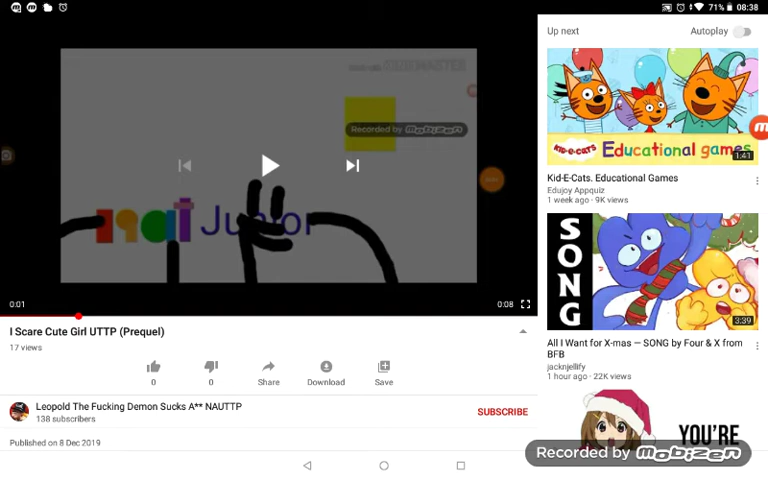 71% 08:38
KINEMASTER
Recorded by mobizen
Junior
0:01
0:08
I Scare Cute Girl UTTP (Prequel)
17 views
0
0
Share
Download
Save
Leopold The Fucking Demon Sucks A** NAUTTP
138 subscribers
SUBSCRIBE
Published on 8 Dec 2019
Up next
Autoplay
KID-E-CATS Educational games
1:41
Kid-E-Cats. Educational Games
Edujoy Appquiz
1 week ago · 9K views
SONG
3:39
All I Want for X-mas — SONG by Four & X from
BFB
jacknjellify
1 hour ago · 22K views
YOU'RE
Recorded by mobizen